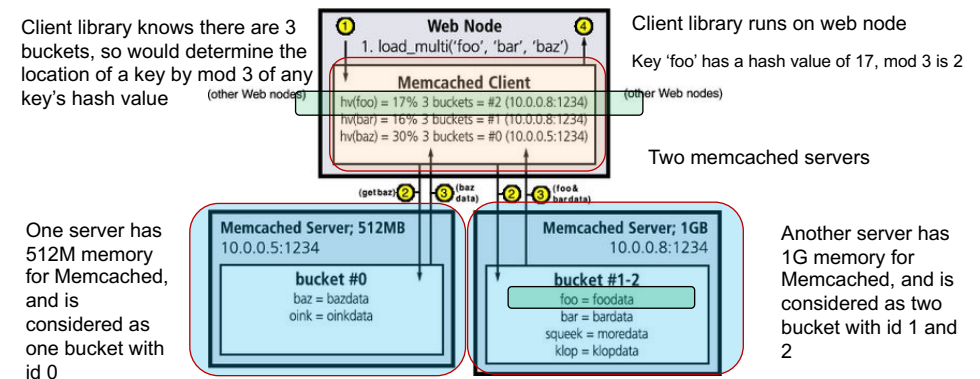 Client library knows there are 3
buckets, so would determine the
location of a key by mod 3 of any
key's hash value
(other Web nodes)
1
Web Node
4
1. load_multi('foo', 'bar', 'baz')
Memcached Client
hv(foo) = 17% 3 buckets = #2 (10.0.0.8:1234)
hv(bar) = 16% 3 buckets = #1 (10.0.0.8:1234)
hv(baz) = 30% 3 buckets = #0 (10.0.0.5:1234)
Client library runs on web node
Key 'foo' has a hash value of 17, mod 3 is 2
(other Web nodes)
Two memcached servers
(get baz)
2
3
(baz
data)
2
3
(foo &
bar data)
One server has
512M memory
for Memcached,
and is
considered as
one bucket with
id 0
Memcached Server; 512MB
10.0.0.5:1234
bucket #0
baz = bazdata
oink = oinkdata
Memcached Server; 1GB
10.0.0.8:1234
bucket #1-2
foo = foodata
bar = bardata
squeek = moredata
klop = klopdata
Another server has
1G memory for
Memcached, and is
considered as two
bucket with id 1 and
2